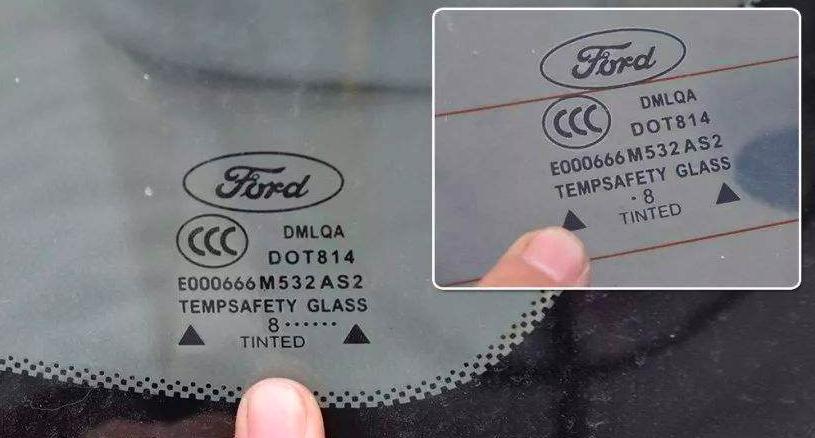 Ford
CCC
DMLQA
DOT814
E000666M532AS2
TEMPSAFETY GLASS
8······
TINTED
Ford
CCC
DMLQA
DOT814
E000666M532AS2
TEMPSAFETY GLASS
·8
TINTED